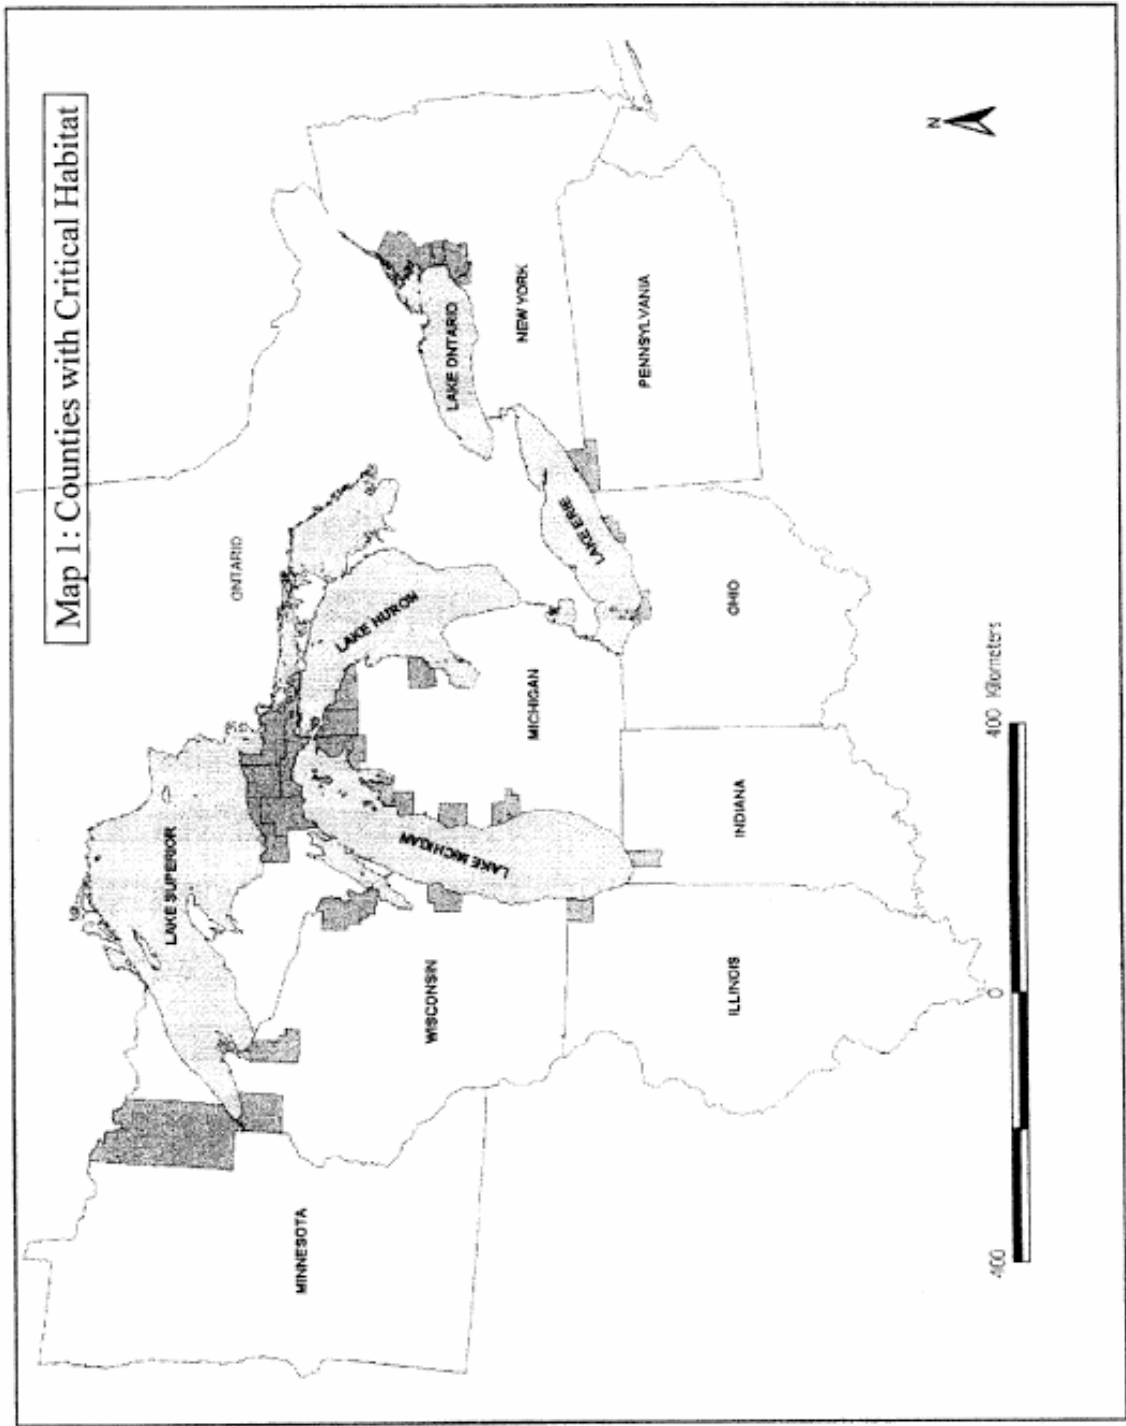 Map 1: Counties with Critical Habitat
ONTARIO
LAKE SUPERIOR
LAKE HURON
LAKE ONTARIO
MINNESOTA
WISCONSIN
LAKE MICHIGAN
MICHIGAN
LAKE ERIE
NEW YORK
PENNSYLVANIA
ILLINOIS
INDIANA
OHIO
N
400 0 400 Kilometers